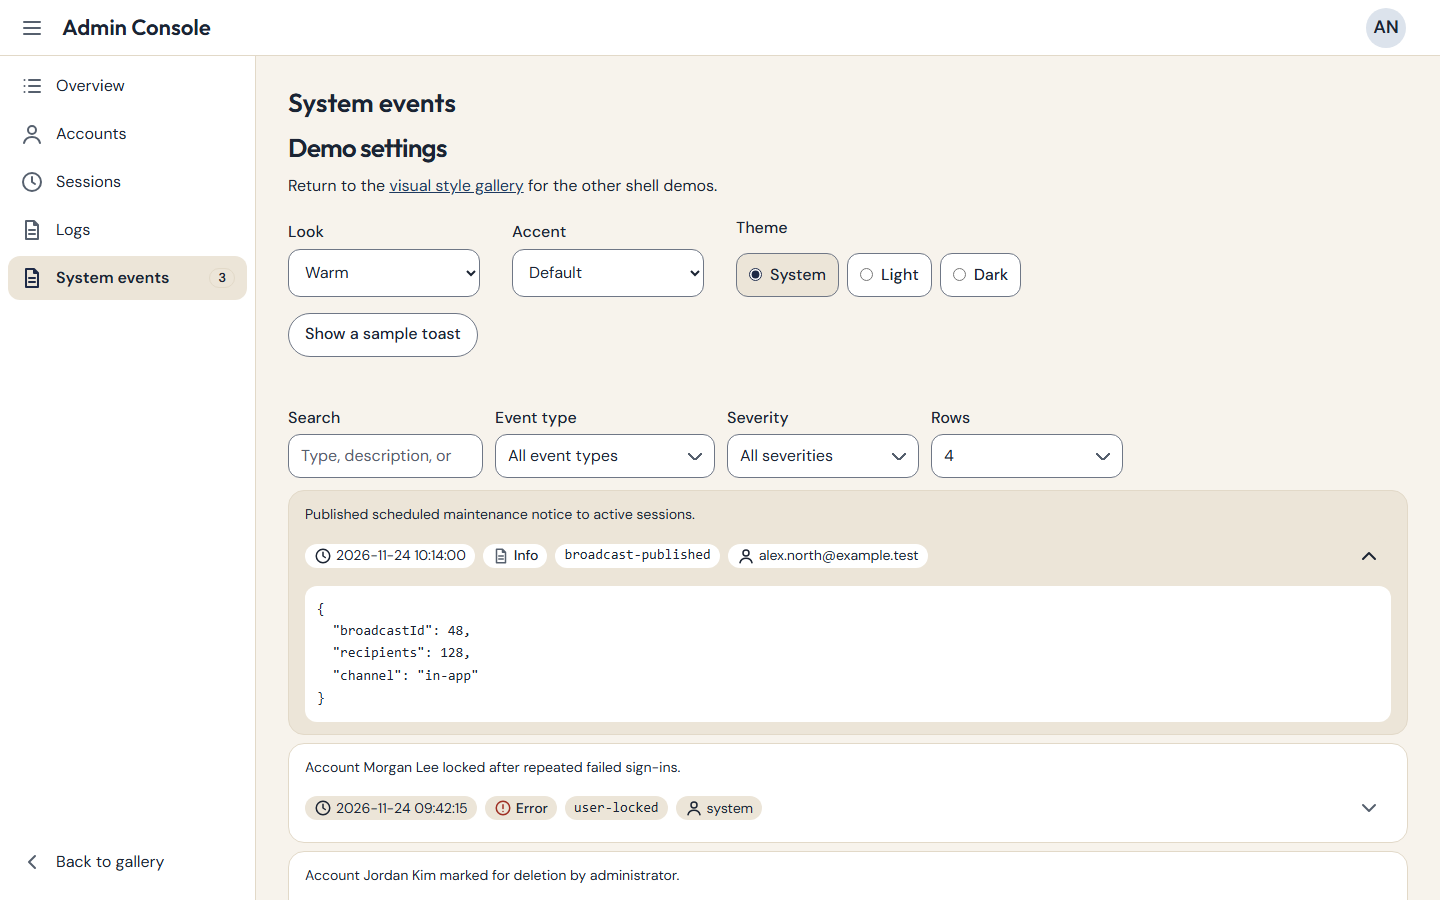 Admin Console
AN
Overview
Accounts
Sessions
Logs
System events 3
Back to gallery
System events
Demo settings
Return to the visual style gallery for the other shell demos.
Look
Warm
Accent
Default
Theme
System
Light
Dark
Show a sample toast
Search
Type, description, or
Event type
All event types
Severity
All severities
Rows
4
Published scheduled maintenance notice to active sessions.
2026-11-24 10:14:00 Info broadcast-published alex.north@example.test
{
"broadcastId": 48,
"recipients": 128,
"channel": "in-app"
}
Account Morgan Lee locked after repeated failed sign-ins.
2026-11-24 09:42:15 Error user-locked system
Account Jordan Kim marked for deletion by administrator.